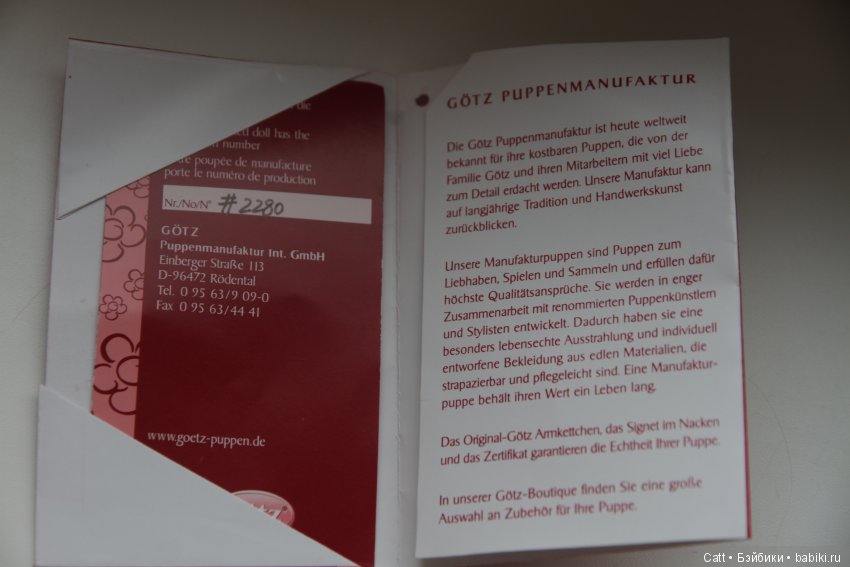 die
doll has the
number
poupée de manufacture
porte le numéro de production
Nr./No/N° #2280
GÖTZ
Puppenmanufaktur Int. GmbH
Einberger Straße 113
D-96472 Rödental
Tel. 0 95 63/9 09-0
Fax 0 95 63/44 41
www.goetz-puppen.de
GÖTZ PUPPENMANUFAKTUR
Die Götz Puppenmanufaktur ist heute weltweit
bekannt für ihre kostbaren Puppen, die von der
Familie Götz und ihren Mitarbeitern mit viel Liebe
zum Detail erdacht werden. Unsere Manufaktur kann
auf langjährige Tradition und Handwerkskunst
zurückblicken.
Unsere Manufakturpuppen sind Puppen zum
Liebhaben, Spielen und Sammeln und erfüllen dafür
höchste Qualitätsansprüche. Sie werden in enger
Zusammenarbeit mit renommierten Puppenkünstlern
und Stylisten entwickelt. Dadurch haben sie eine
besonders lebensechte Ausstrahlung und individuell
entworfene Bekleidung aus edlen Materialien, die
strapazierbar und pflegeleicht sind. Eine Manufaktur-
puppe behält ihren Wert ein Leben lang.
Das Original-Götz Armkettchen, das Signet im Nacken
und das Zertifikat garantieren die Echtheit Ihrer Puppe.
In unserer Götz-Boutique finden Sie eine große
Auswahl an Zubehör für Ihre Puppe.
Catt • Бэйбики • babiki.ru